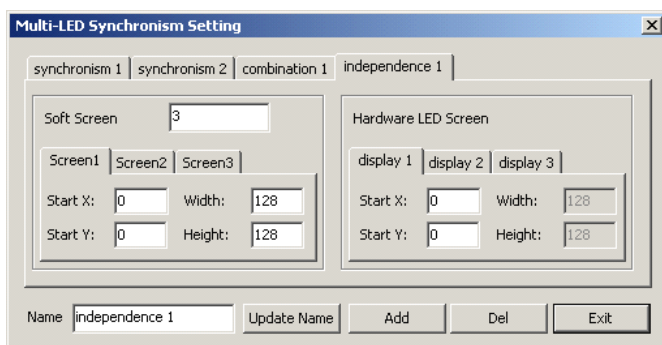 Multi-LED Synchronism Setting
synchronism 1 synchronism 2 combination 1 independence 1
Soft Screen 3
Screen1 Screen2 Screen3
Start X: 0 Width: 128
Start Y: 0 Height: 128
Hardware LED Screen
display 1 display 2 display 3
Start X: 0 Width: 128
Start Y: 0 Height: 128
Name independence 1 Update Name Add Del Exit